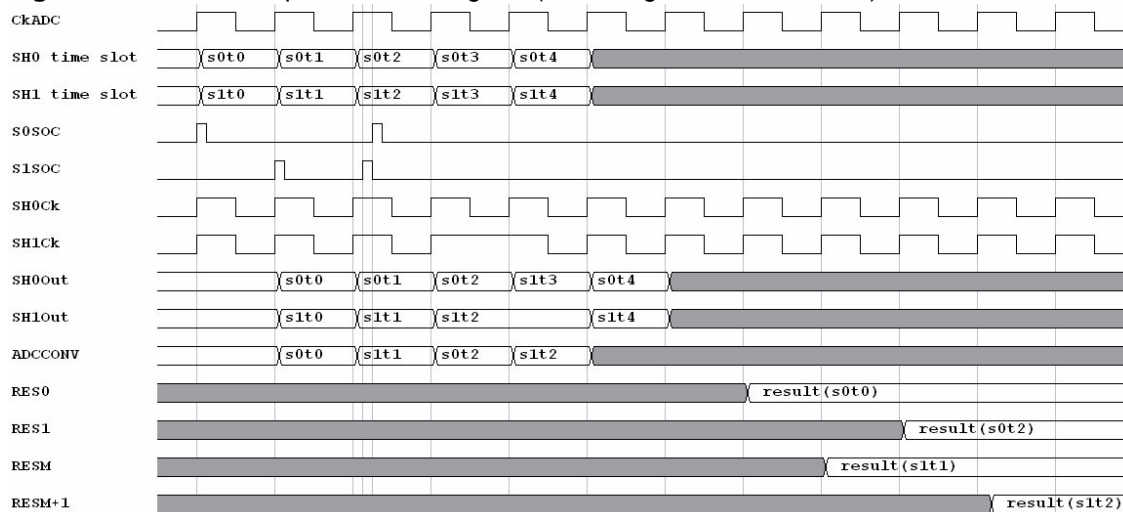 CkADC
SH0 time slot s0t0 s0t1 s0t2 s0t3 s0t4
SH1 time slot s1t0 s1t1 s1t2 s1t3 s1t4
S0SOC
S1SOC
SH0Ck
SH1Ck
SH0Out s0t0 s0t1 s0t2 s1t3 s0t4
SH1Out s1t0 s1t1 s1t2 s1t4
ADCCONV s0t0 s1t1 s0t2 s1t2
RES0 result(s0t0)
RES1 result(s0t2)
RESM result(s1t1)
RESM+1 result(s1t2)